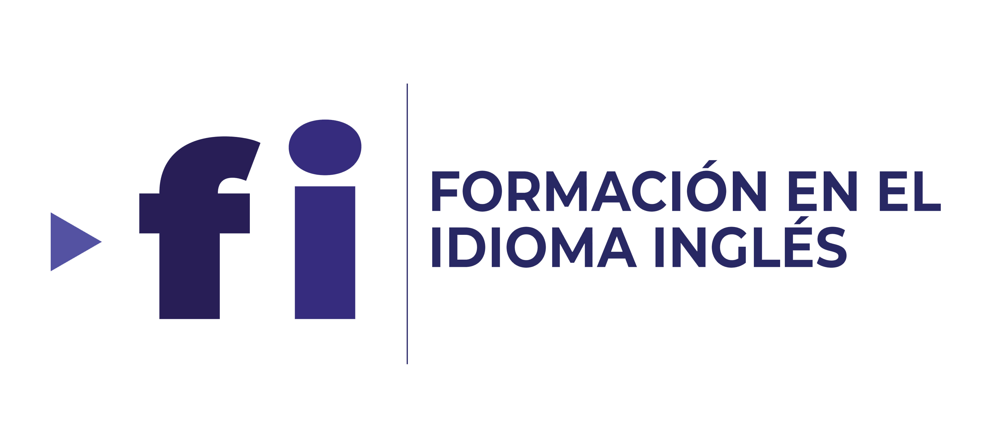 fi
FORMACIÓN EN EL
IDIOMA INGLÉS